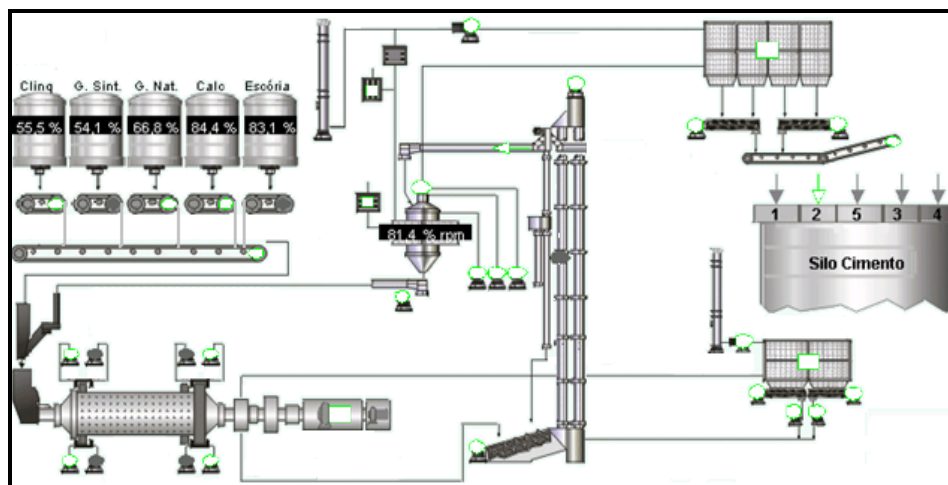 Clinq G. Sint. G. Nat. Calc Escória
55,5 % 54,1 % 66,8 % 84,4 % 83,1 %
81,4 % rpm
1 2 5 3 4
Silo Cimento